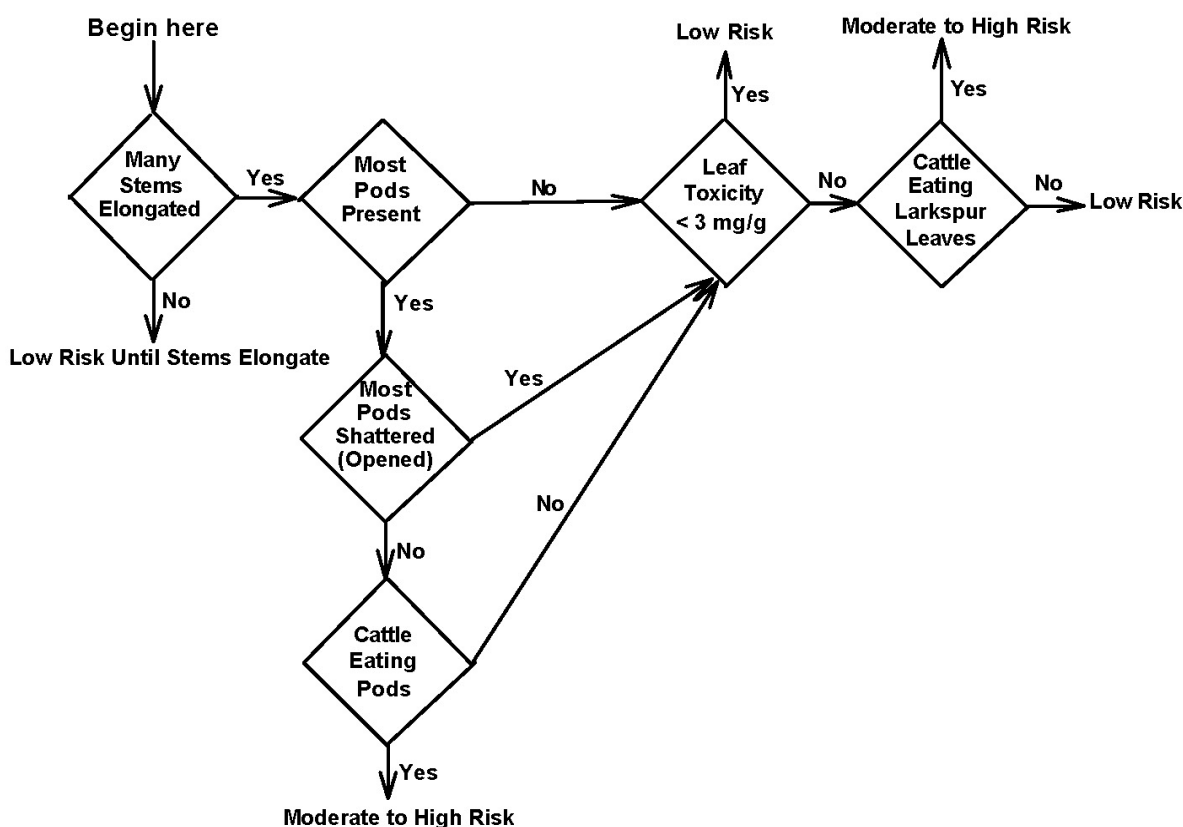 Begin here
Many
Stems
Elongated
Yes
No
Low Risk Until Stems Elongate
Most
Pods
Present
No
Yes
Most
Pods
Shattered
(Opened)
Yes
No
Cattle
Eating
Pods
No
Yes
Moderate to High Risk
Low Risk
Yes
Leaf
Toxicity
< 3 mg/g
No
Moderate to High Risk
Yes
Cattle
Eating
Larkspur
Leaves
No
Low Risk